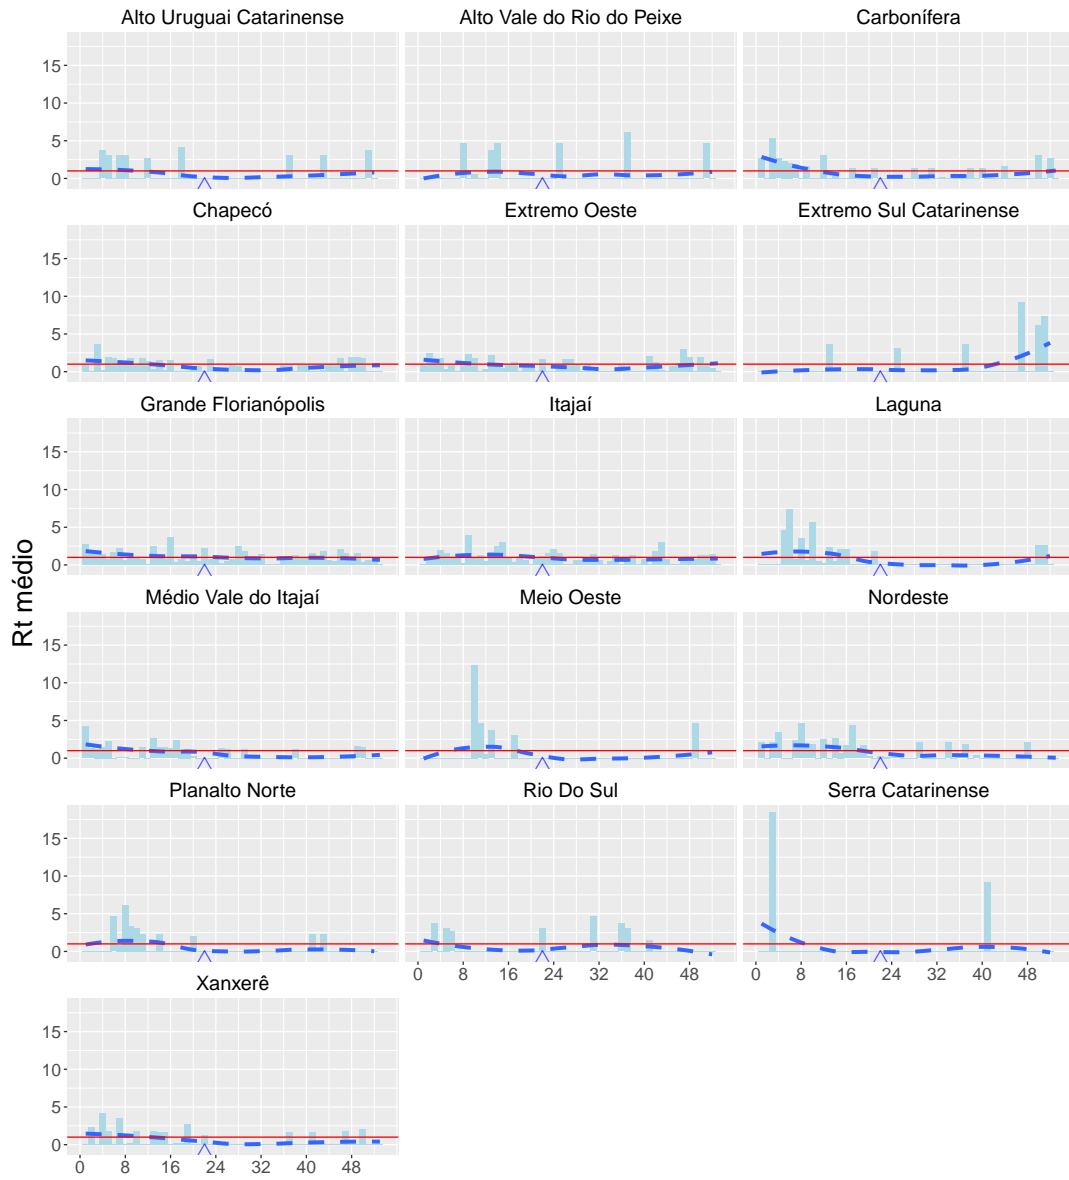 Alto Uruguai Catarinense Alto Vale do Rio do Peixe Carbonífera
15
10
5
0
Chapecó Extremo Oeste Extremo Sul Catarinense
15
10
5
0
Grande Florianópolis Itajaí Laguna
15
10
5
0
Rt médio
Médio Vale do Itajaí Meio Oeste Nordeste
15
10
5
0
Planalto Norte Rio Do Sul Serra Catarinense
15
10
5
0
0 8 16 24 32 40 48 0 8 16 24 32 40 48
Xanxerê
15
10
5
0
0 8 16 24 32 40 48